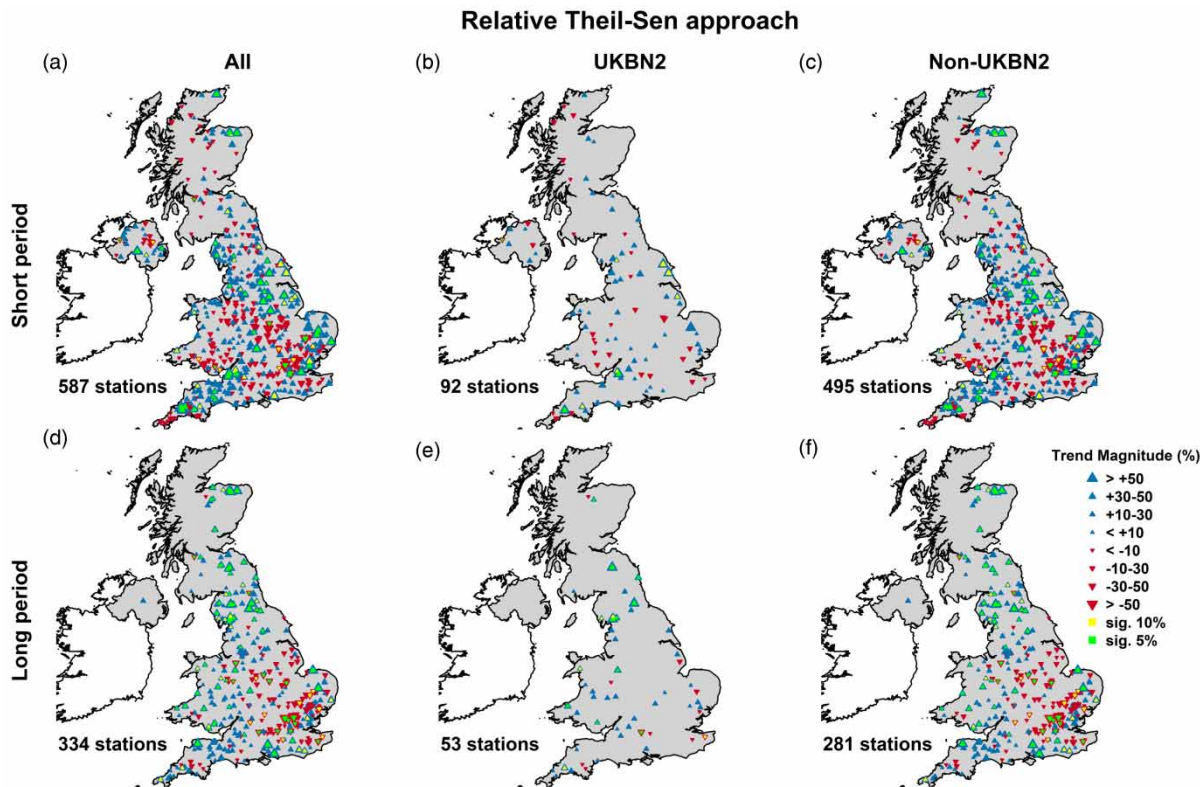 Relative Theil-Sen approach
(a) All
(b) UKBN2
(c) Non-UKBN2
Short period
587 stations
92 stations
495 stations
(d)
(e)
(f)
Long period
334 stations
53 stations
281 stations
Trend Magnitude (%)
> +50
+30-50
+10-30
< +10
< -10
-10-30
-30-50
> -50
sig. 10%
sig. 5%